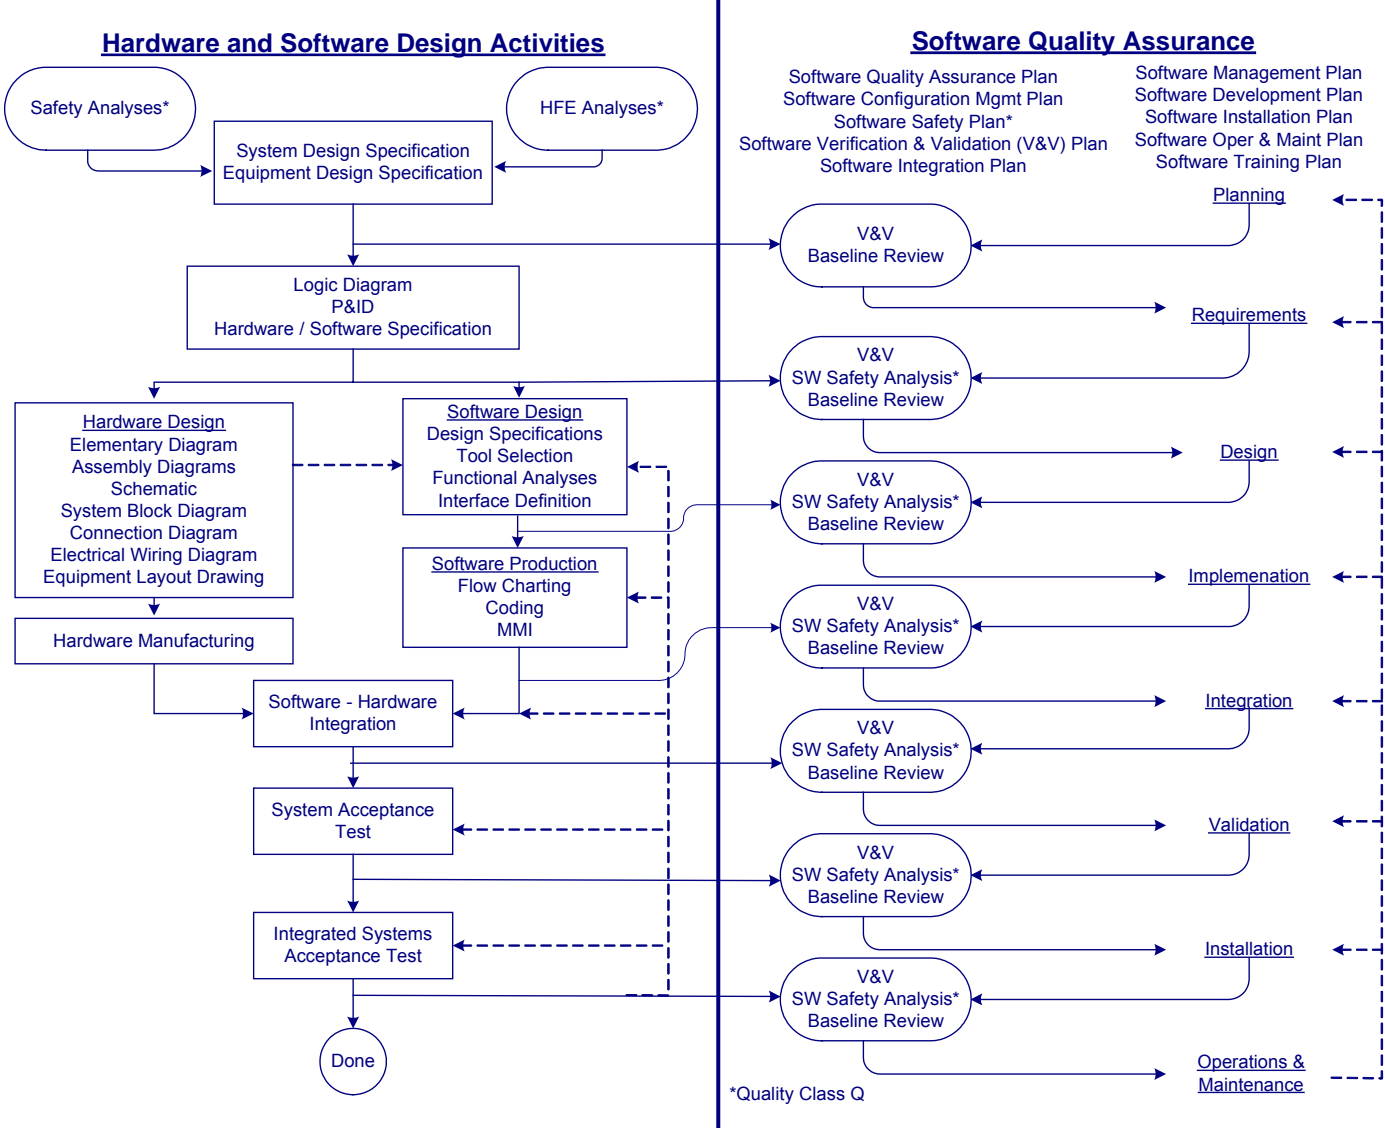 Hardware and Software Design Activities
Safety Analyses*
HFE Analyses*
System Design Specification
Equipment Design Specification
Logic Diagram
P&ID
Hardware / Software Specification
Hardware Design
Elementary Diagram
Assembly Diagrams
Schematic
System Block Diagram
Connection Diagram
Electrical Wiring Diagram
Equipment Layout Drawing
Software Design
Design Specifications
Tool Selection
Functional Analyses
Interface Definition
Software Production
Flow Charting
Coding
MMI
Hardware Manufacturing
Software - Hardware
Integration
System Acceptance
Test
Integrated Systems
Acceptance Test
Done
Software Quality Assurance
Software Quality Assurance Plan
Software Configuration Mgmt Plan
Software Safety Plan*
Software Verification & Validation (V&V) Plan
Software Integration Plan
Software Management Plan
Software Development Plan
Software Installation Plan
Software Oper & Maint Plan
Software Training Plan
Planning
V&V
Baseline Review
Requirements
V&V
SW Safety Analysis*
Baseline Review
Design
V&V
SW Safety Analysis*
Baseline Review
Implemenation
V&V
SW Safety Analysis*
Baseline Review
Integration
V&V
SW Safety Analysis*
Baseline Review
Validation
V&V
SW Safety Analysis*
Baseline Review
Installation
V&V
SW Safety Analysis*
Baseline Review
Operations &
Maintenance
*Quality Class Q